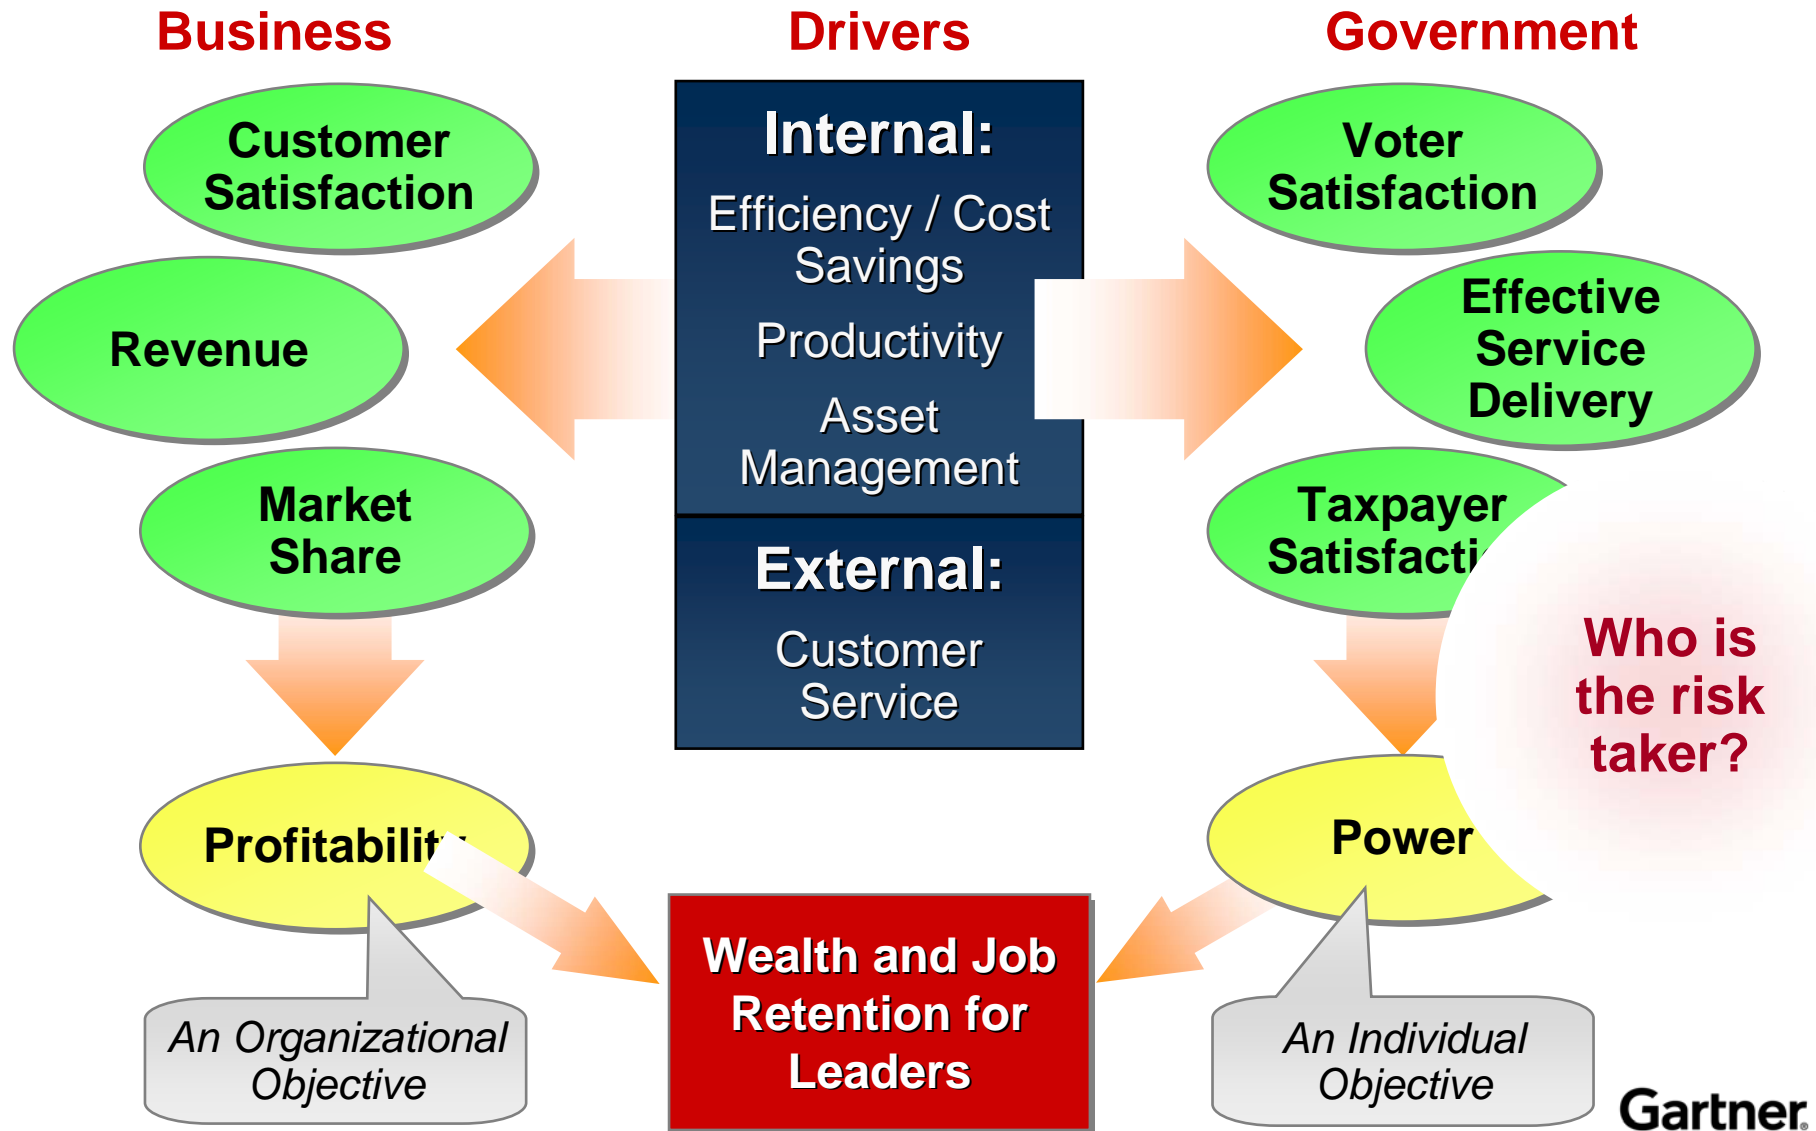 Business
Drivers
Government
Customer
Satisfaction
Revenue
Market
Share
Profitability
An Organizational
Objective
Internal:
Efficiency / Cost
Savings
Productivity
Asset
Management
External:
Customer
Service
Wealth and Job
Retention for
Leaders
Voter
Satisfaction
Effective
Service
Delivery
Taxpayer
Satisfaction
Who is
the risk
taker?
Power
An Individual
Objective
Gartner